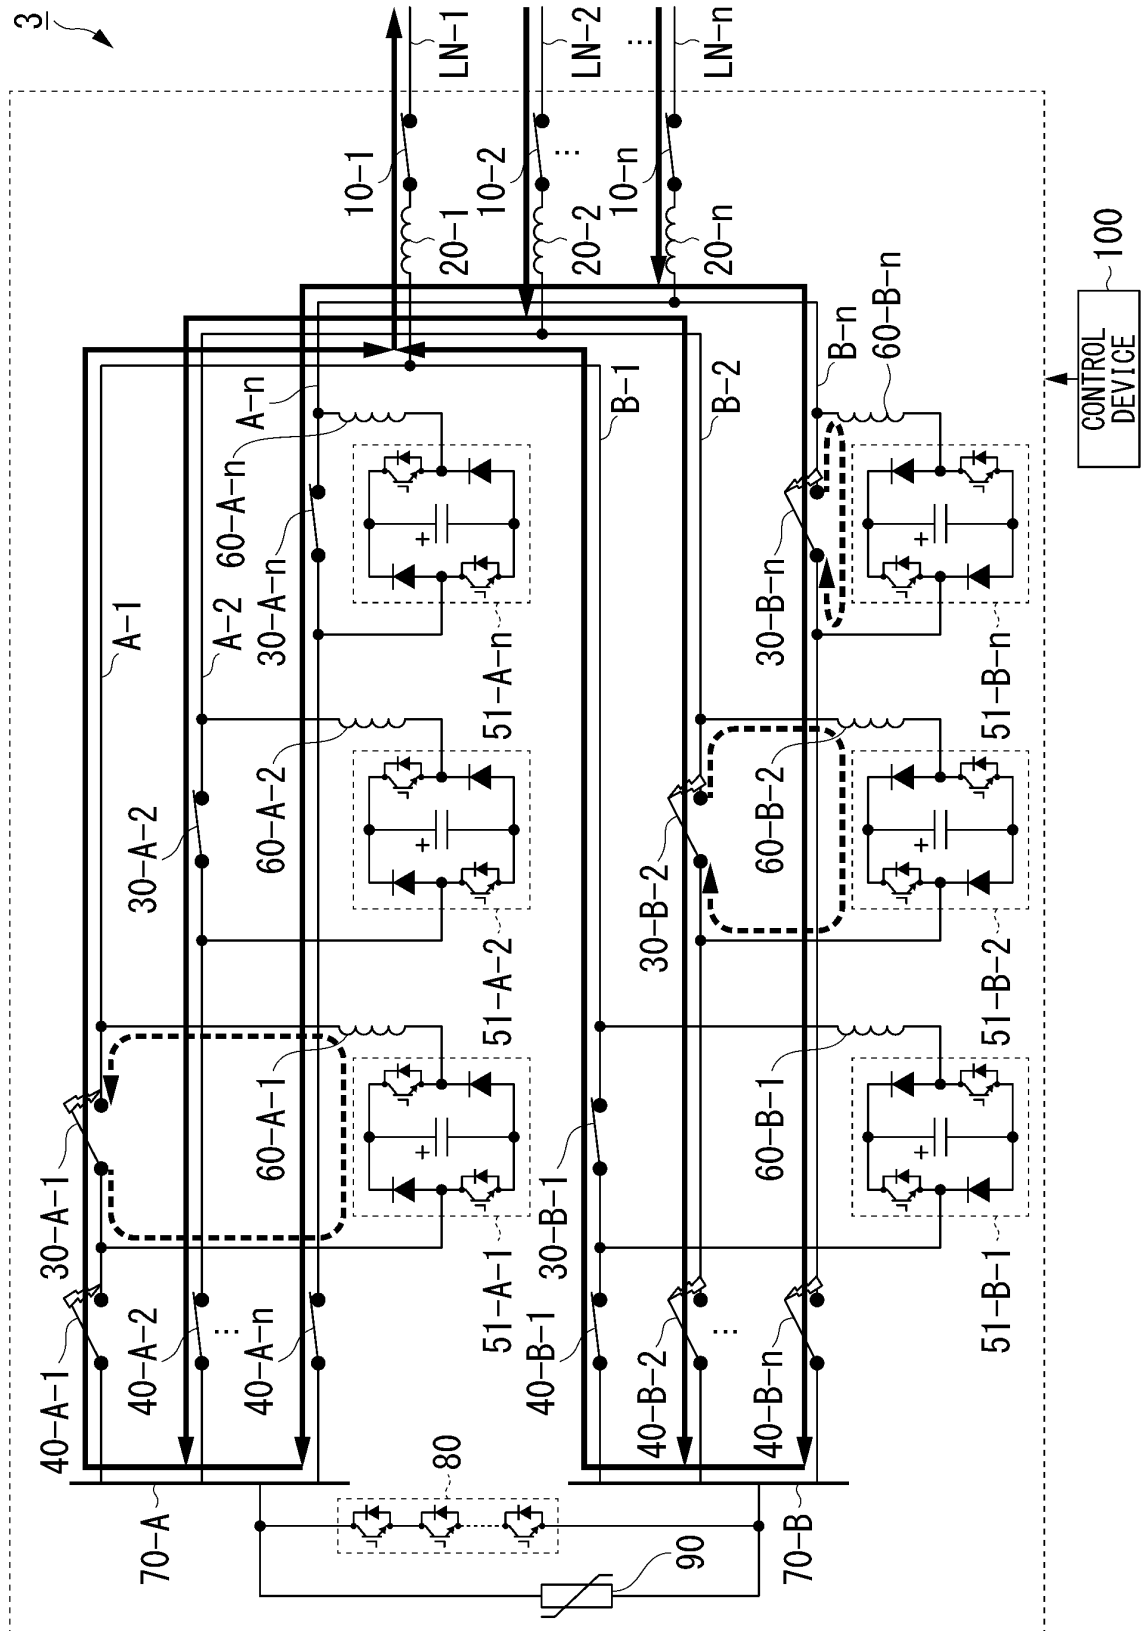 3
LN-1
LN-2
⋮
LN-n
10-1
10-2
⋮
10-n
20-1
20-2
20-n
100
CONTROL
DEVICE
A-1
A-2
A-n
60-A-n
30-A-n
51-A-n
30-A-2
60-A-2
51-A-2
30-A-1
60-A-1
51-A-1
40-A-1
40-A-2
⋮
40-A-n
B-1
B-2
B-n
60-B-n
30-B-n
51-B-n
30-B-2
60-B-2
51-B-2
30-B-1
60-B-1
51-B-1
40-B-1
40-B-2
⋮
40-B-n
+
+
+
+
+
+
70-A
80
90
70-B